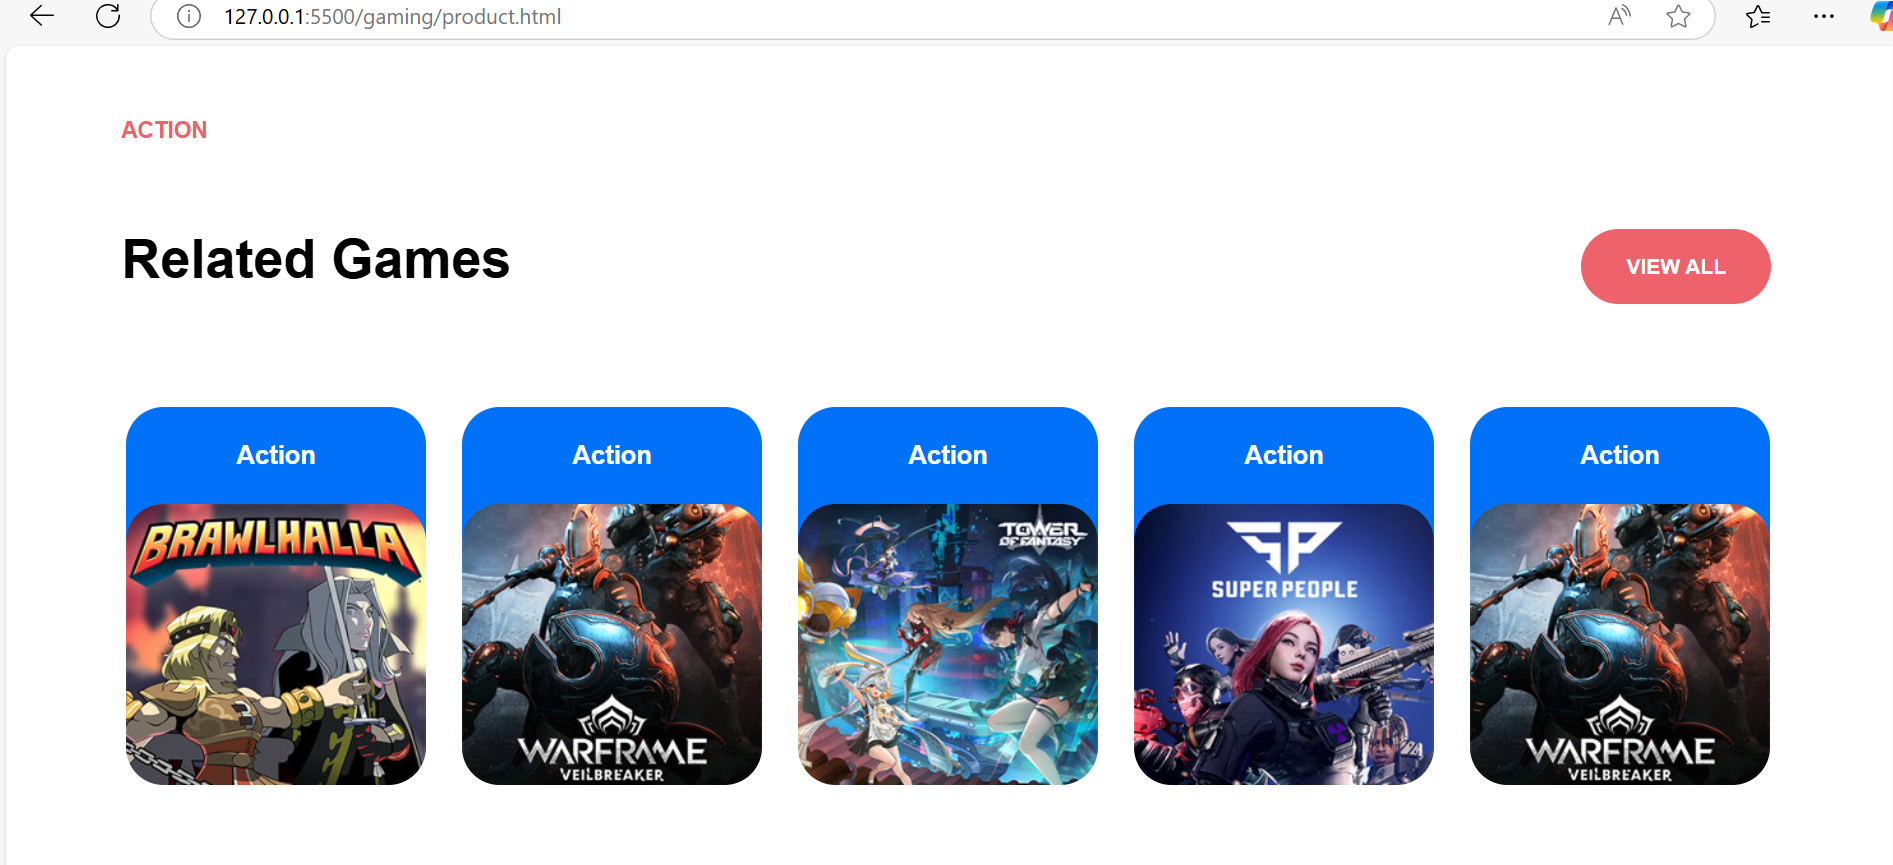 127.0.0.1:5500/gaming/product.html
ACTION
Related Games
VIEW ALL
Action
Action
Action
Action
Action
BRAWLHALLA
WARFRAME
VEILBREAKER
TOWER
OF FANTASY
SP
SUPER PEOPLE
WARFRAME
VEILBREAKER